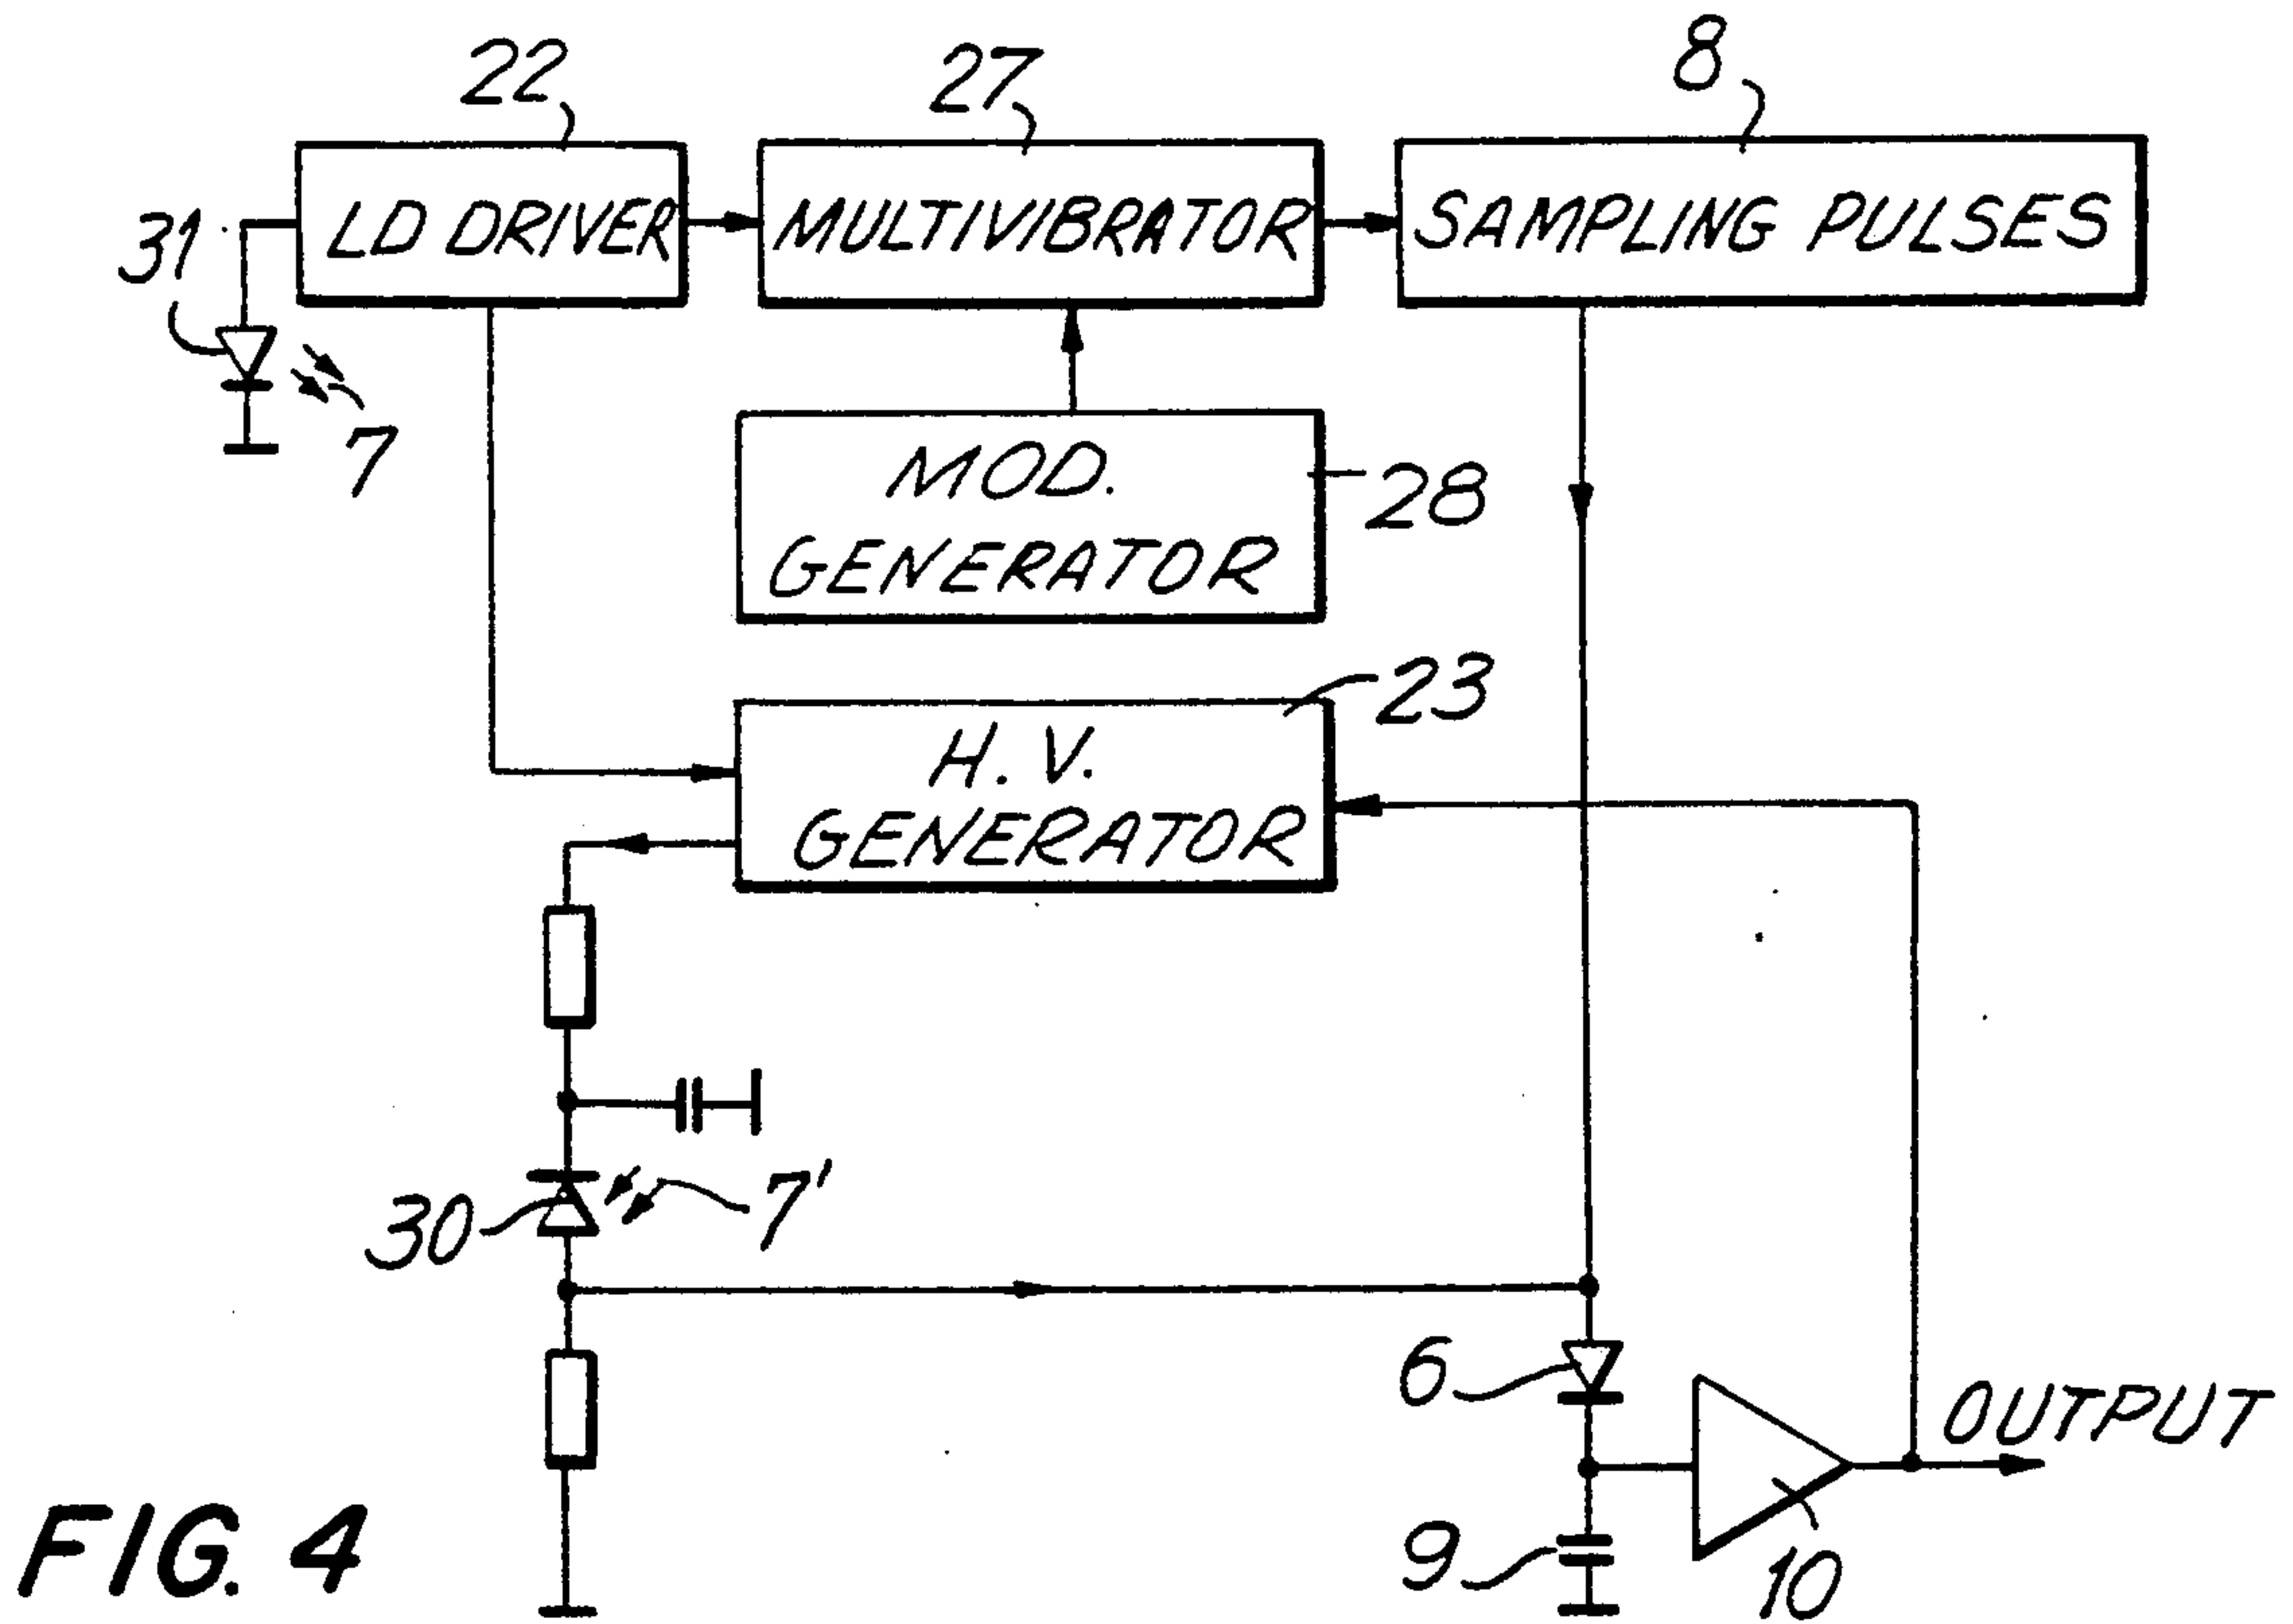 22
27
8
31
LD DRIVER
MULTIVIBRATOR
SAMPLING PULSES
7
MOD.
GENERATOR
28
23
H. V.
GENERATOR
30
7'
6
OUTPUT
9
10
FIG. 4